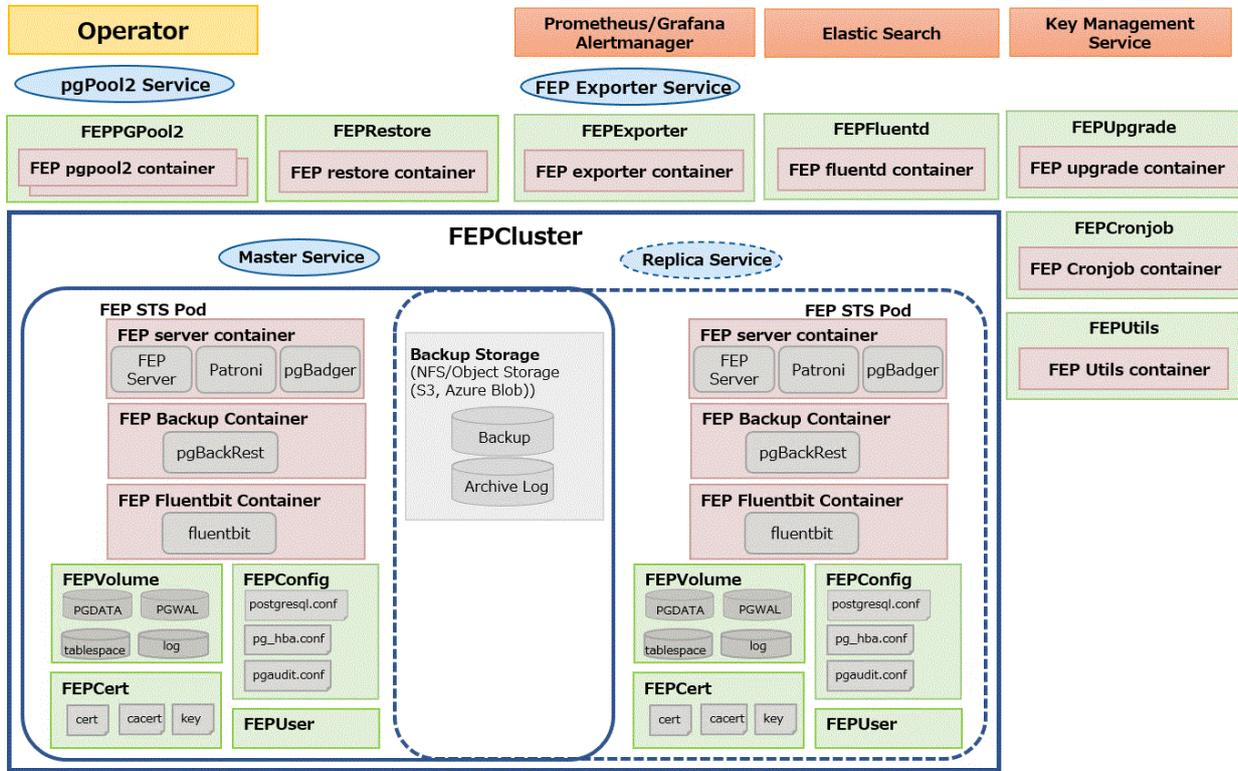 Operator
Prometheus/Grafana
Alertmanager
Elastic Search
Key Management
Service
pgPool2 Service
FEP Exporter Service
FEPPGPool2
FEP pgpool2 container
FEPRestore
FEP restore container
FEPExporter
FEP exporter container
FEPFluentd
FEP fluentd container
FEPUpgrade
FEP upgrade container
FEPCronjob
FEP Cronjob container
FEPUtils
FEP Utils container
FEPCluster
Master Service
Replica Service
FEP STS Pod
FEP server container
FEP
Server
Patroni
pgBadger
FEP Backup Container
pgBackRest
FEP Fluentbit Container
fluentbit
FEPVolume
PGDATA
PGWAL
tablespace
log
FEPConfig
postgresql.conf
pg_hba.conf
pgaudit.conf
FEPCert
cert
cacert
key
FEPUser
Backup Storage
(NFS/Object Storage
(S3, Azure Blob))
Backup
Archive Log
FEP STS Pod
FEP server container
FEP
Server
Patroni
pgBadger
FEP Backup Container
pgBackRest
FEP Fluentbit Container
fluentbit
FEPVolume
PGDATA
PGWAL
tablespace
log
FEPConfig
postgresql.conf
pg_hba.conf
pgaudit.conf
FEPCert
cert
cacert
key
FEPUser